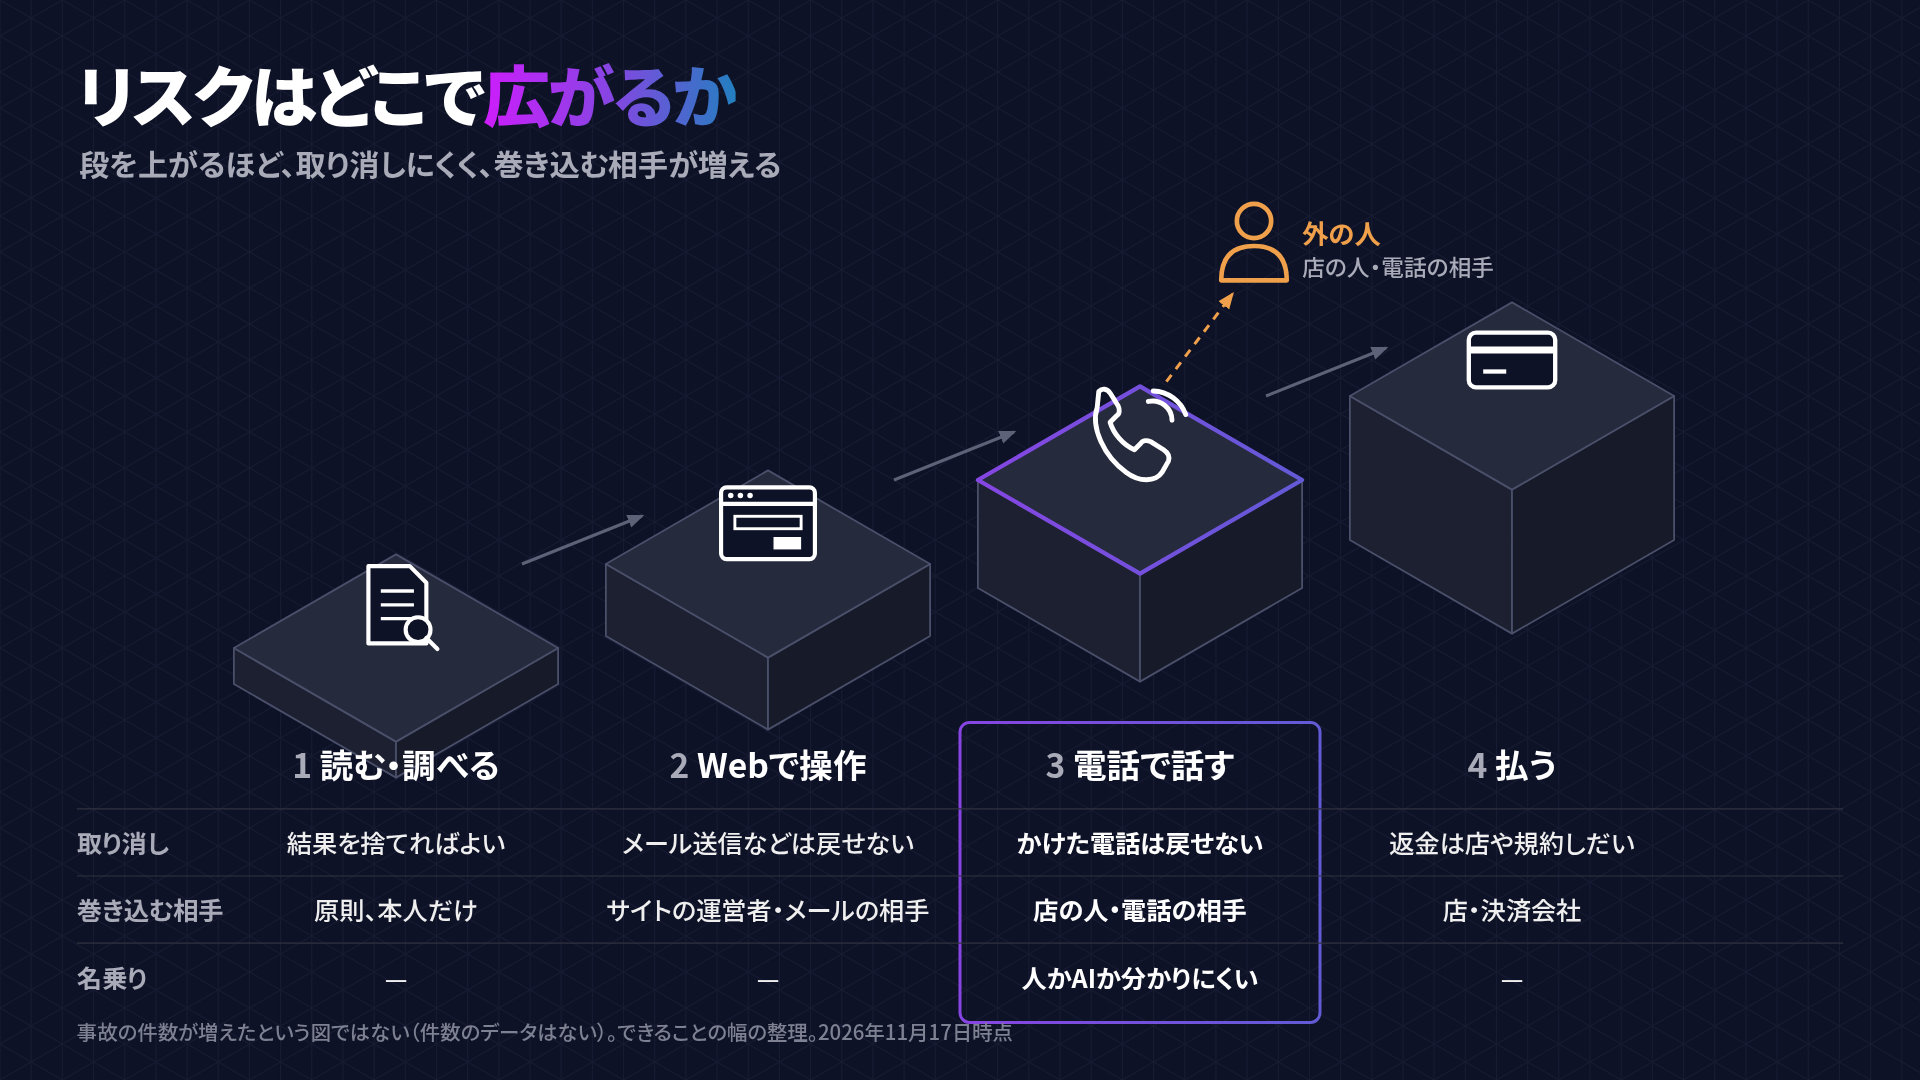 リスクはどこで広がるか
段を上がるほど、取り消しにくく、巻き込む相手が増える
外の人
店の人・電話の相手
1 読む・調べる
2 Webで操作
3 電話で話す
4 払う
取り消し
結果を捨てればよい
メール送信などは戻せない
かけた電話は戻せない
返金は店や規約しだい
巻き込む相手
原則、本人だけ
サイトの運営者・メールの相手
店の人・電話の相手
店・決済会社
名乗り
—
—
人かAIか分かりにくい
—
事故の件数が増えたという図ではない（件数のデータはない）。できることの幅の整理。2026年11月17日時点